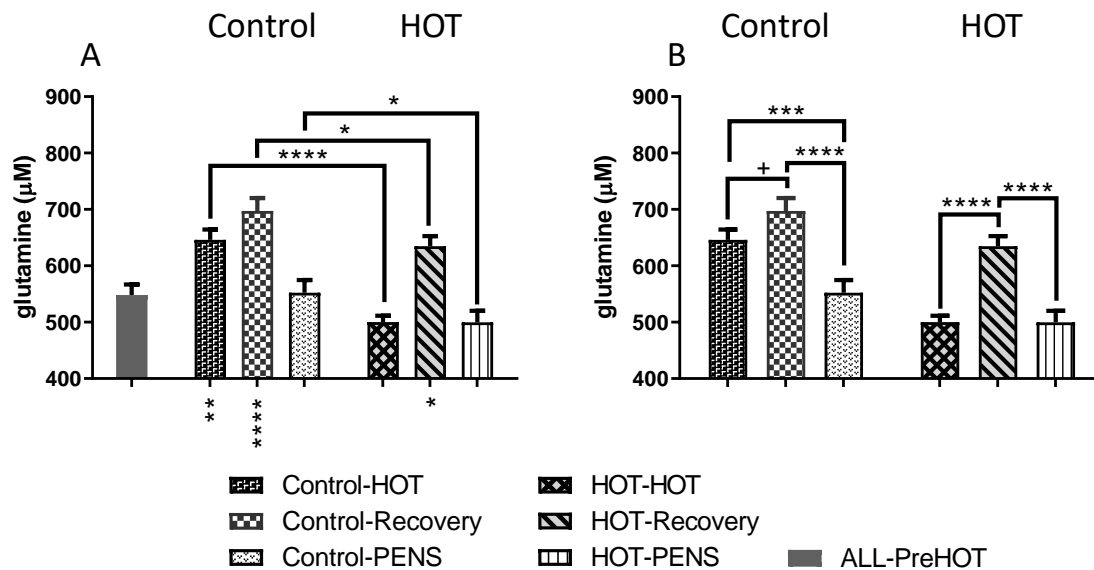 Control HOT
A
glutamine (µM)
900
800
700
600
500
400
*
*
****
**
****
*
Control HOT
B
glutamine (µM)
900
800
700
600
500
400
***
****
+
****
****
Control-HOT
Control-Recovery
Control-PENS
HOT-HOT
HOT-Recovery
HOT-PENS
ALL-PreHOT